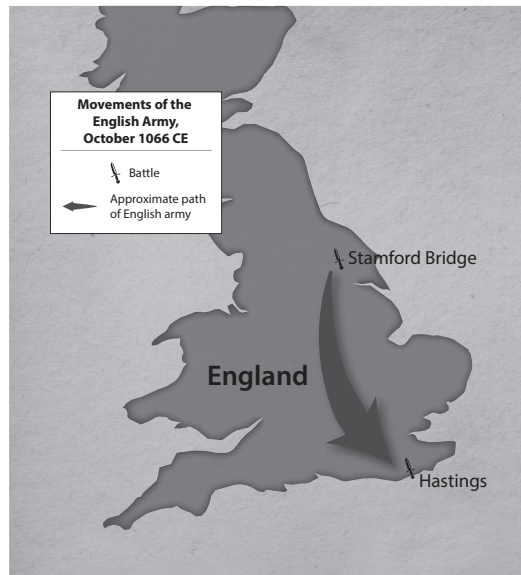 Movements of the
English Army,
October 1066 CE
Battle
Approximate path
of English army
Stamford Bridge
England
Hastings